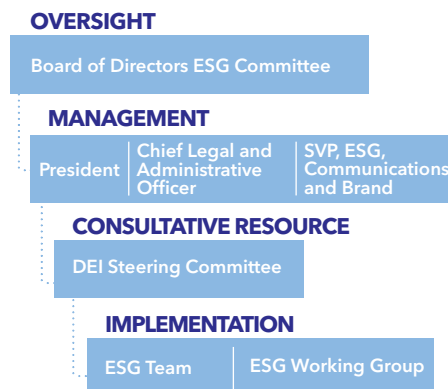 OVERSIGHT
Board of Directors ESG Committee
MANAGEMENT
President
Chief Legal and
Administrative
Officer
SVP, ESG,
Communications
and Brand
CONSULTATIVE RESOURCE
DEI Steering Committee
IMPLEMENTATION
ESG Team
ESG Working Group